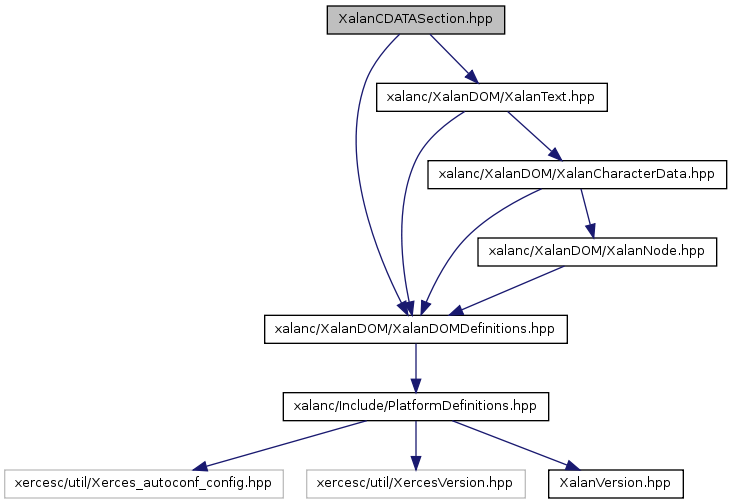 XalanCDATASection.hpp
xalanc/XalanDOM/XalanText.hpp
xalanc/XalanDOM/XalanCharacterData.hpp
xalanc/XalanDOM/XalanNode.hpp
xalanc/XalanDOM/XalanDOMDefinitions.hpp
xalanc/Include/PlatformDefinitions.hpp
xercesc/util/Xerces_autoconf_config.hpp
xercesc/util/XercesVersion.hpp
XalanVersion.hpp